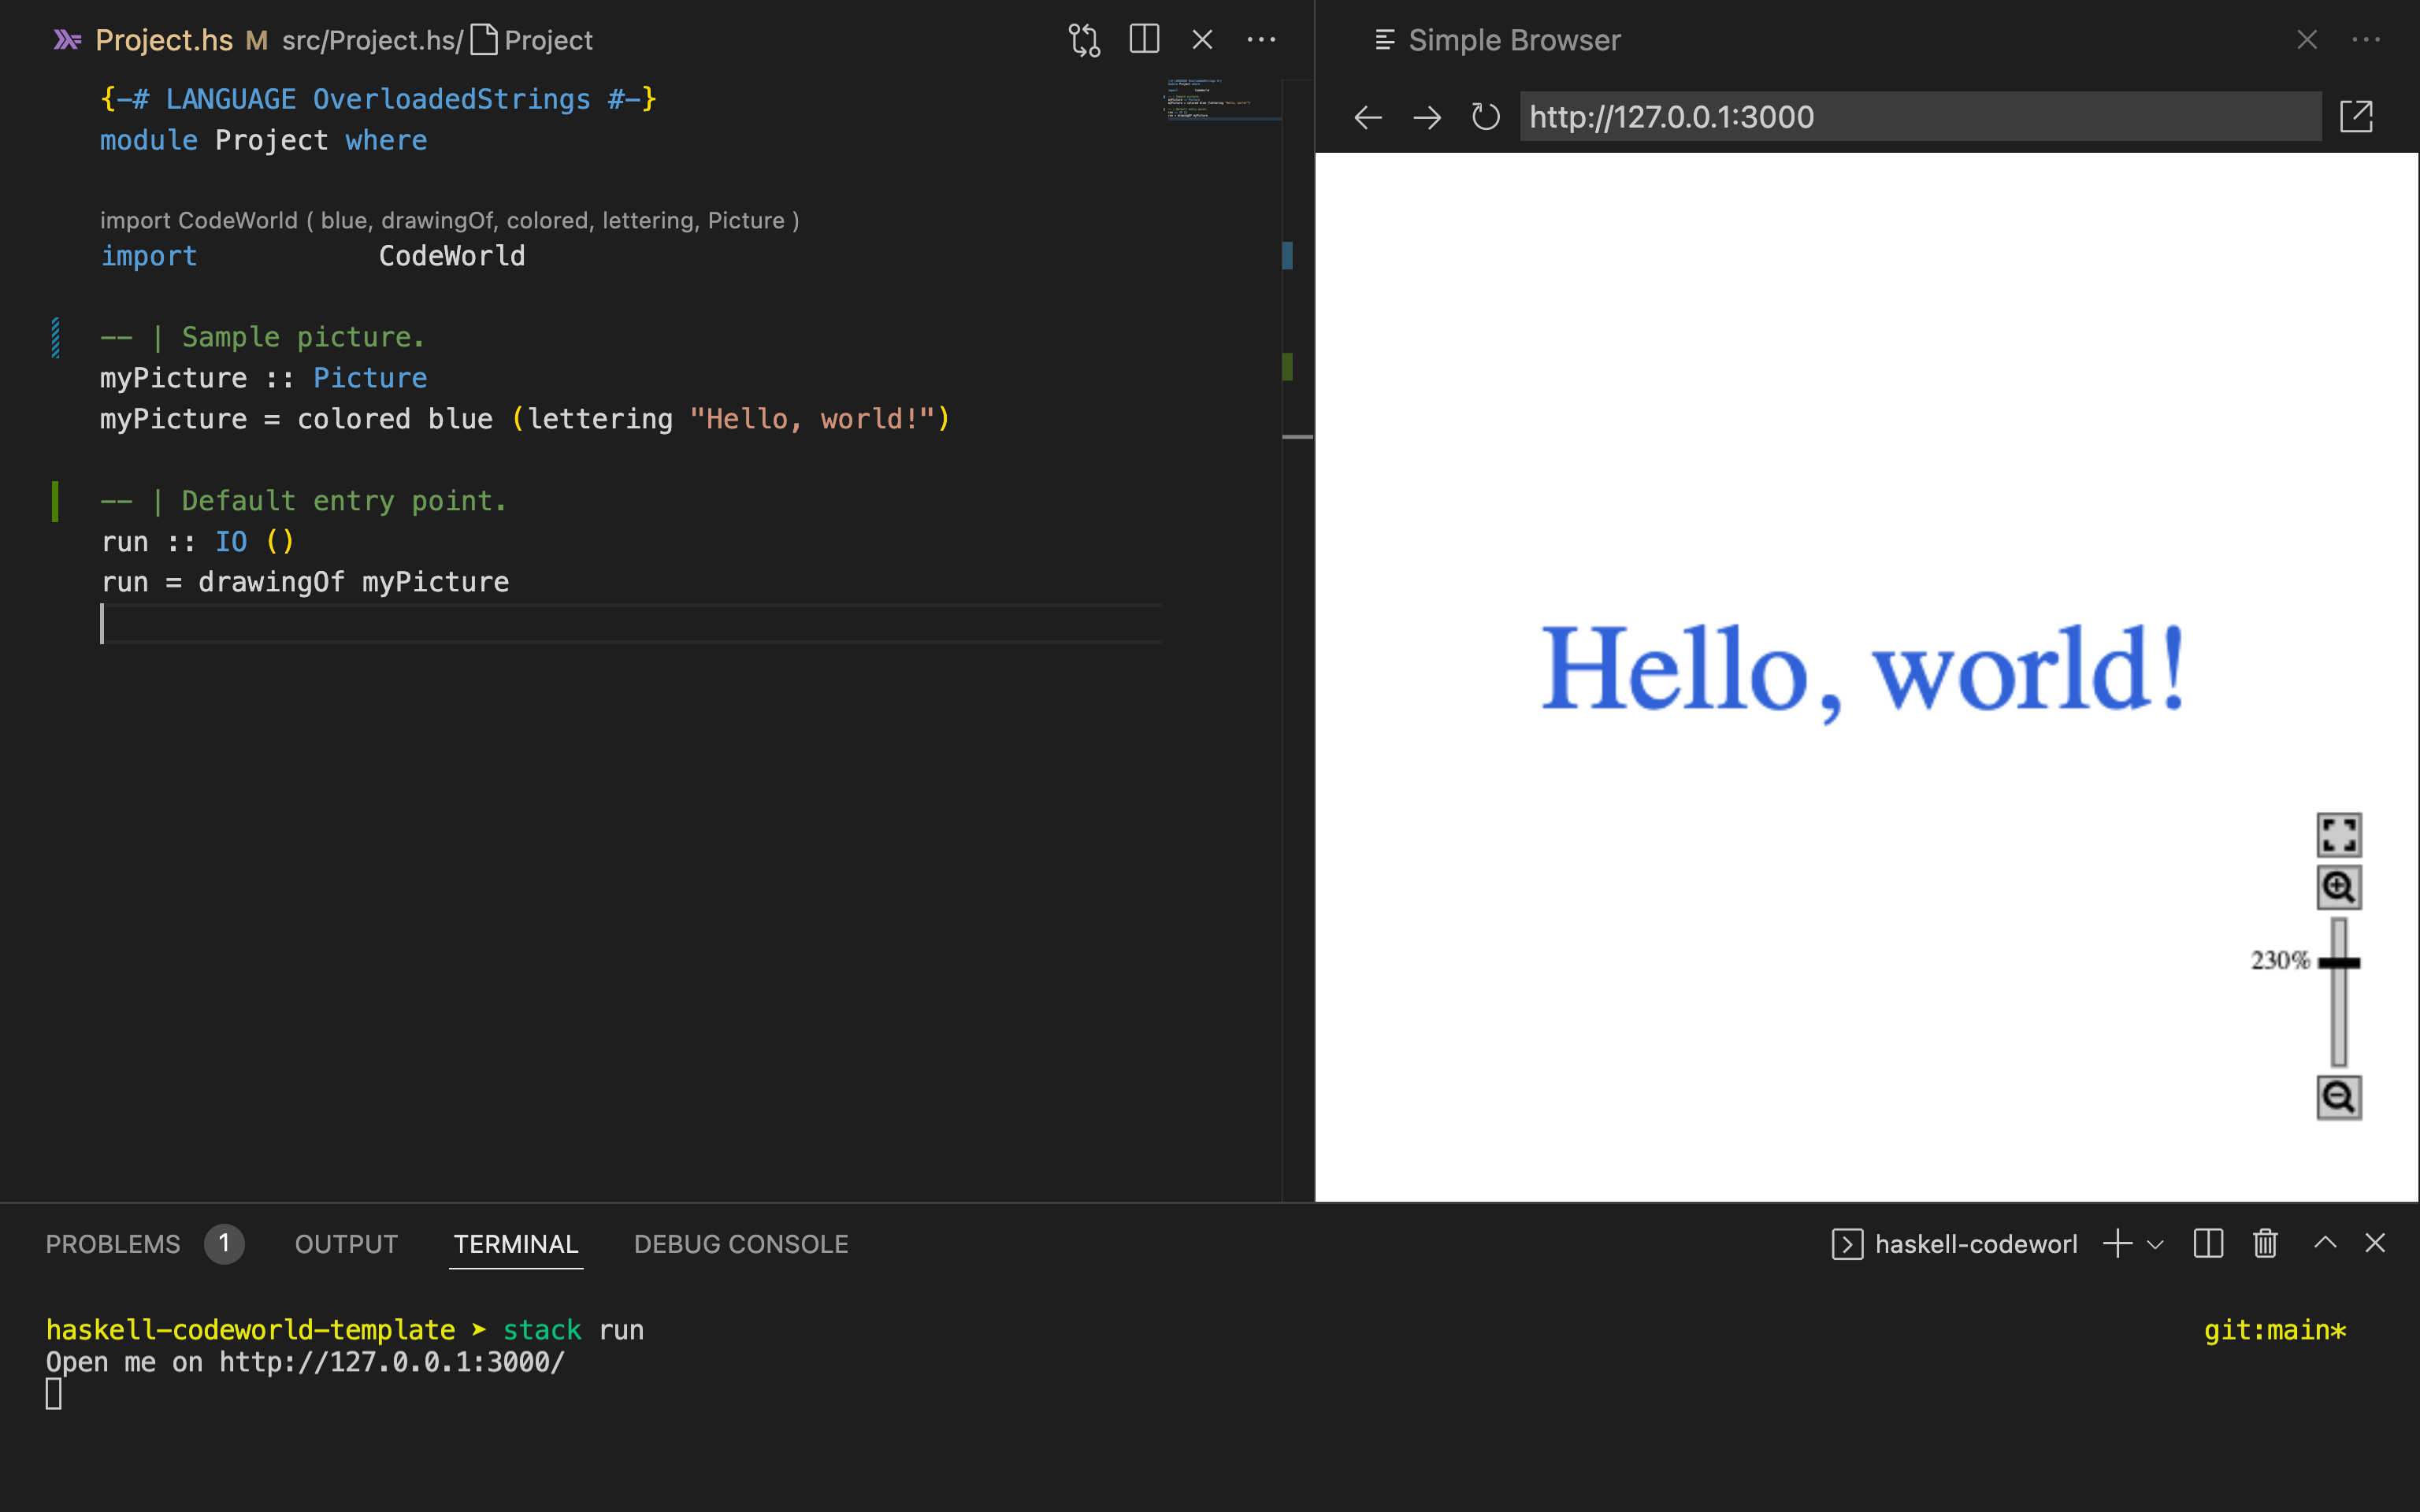 Project.hs M src/Project.hs/ Project
{-# LANGUAGE OverloadedStrings #-}
module Project where
import CodeWorld ( blue, drawingOf, colored, lettering, Picture )
import           CodeWorld
-- | Sample picture.
myPicture :: Picture
myPicture = colored blue (lettering "Hello, world!")
-- | Default entry point.
run :: IO ()
run = drawingOf myPicture
Simple Browser
http://127.0.0.1:3000
Hello, world!
230%
PROBLEMS 1 OUTPUT TERMINAL DEBUG CONSOLE
haskell-codeworl
haskell-codeworld-template ➤ stack run
git:main*
Open me on http://127.0.0.1:3000/